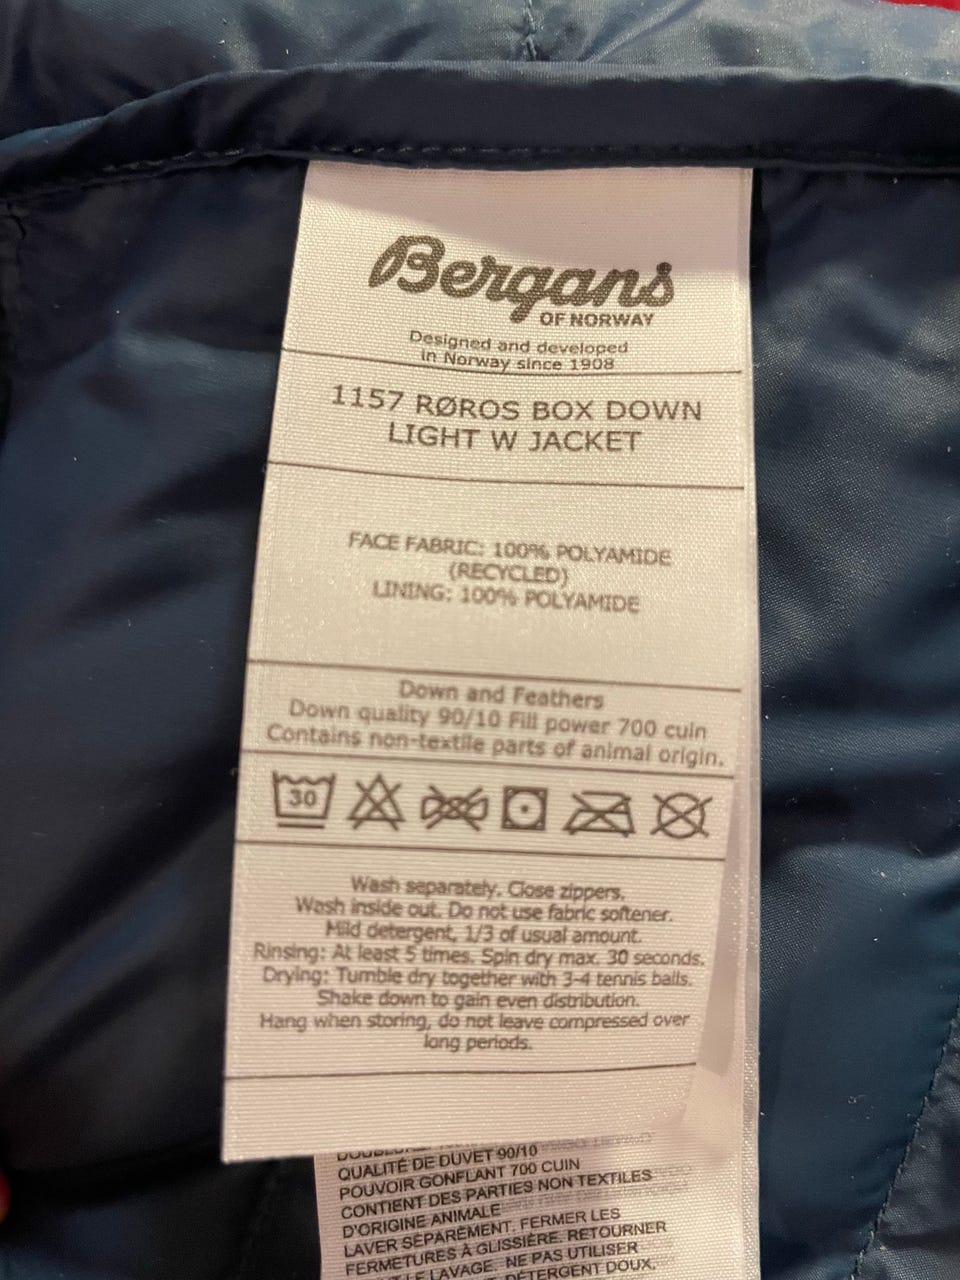 Bergans
OF NORWAY
Designed and developed
in Norway since 1908
1157 RØROS BOX DOWN
LIGHT W JACKET
FACE FABRIC: 100% POLYAMIDE
(RECYCLED)
LINING: 100% POLYAMIDE
Down and Feathers
Down quality 90/10 Fill power 700 cuin
Contains non-textile parts of animal origin.
30
Wash separately. Close zippers.
Wash inside out. Do not use fabric softener.
Mild detergent, 1/3 of usual amount.
Rinsing: At least 5 times. Spin dry max. 30 seconds.
Drying: Tumble dry together with 3-4 tennis balls.
Shake down to gain even distribution.
Hang when storing, do not leave compressed over
long periods.
QUALITÉ DE DUVET 90/10
POUVOIR GONFLANT 700 CUIN
CONTIENT DES PARTIES NON TEXTILES
D'ORIGINE ANIMALE
LAVER SÉPARÉMENT. FERMER LES
FERMETURES À GLISSIÈRE. RETOURNER
LE LAVAGE. NE PAS UTILISER
DÉTERGENT DOUX,